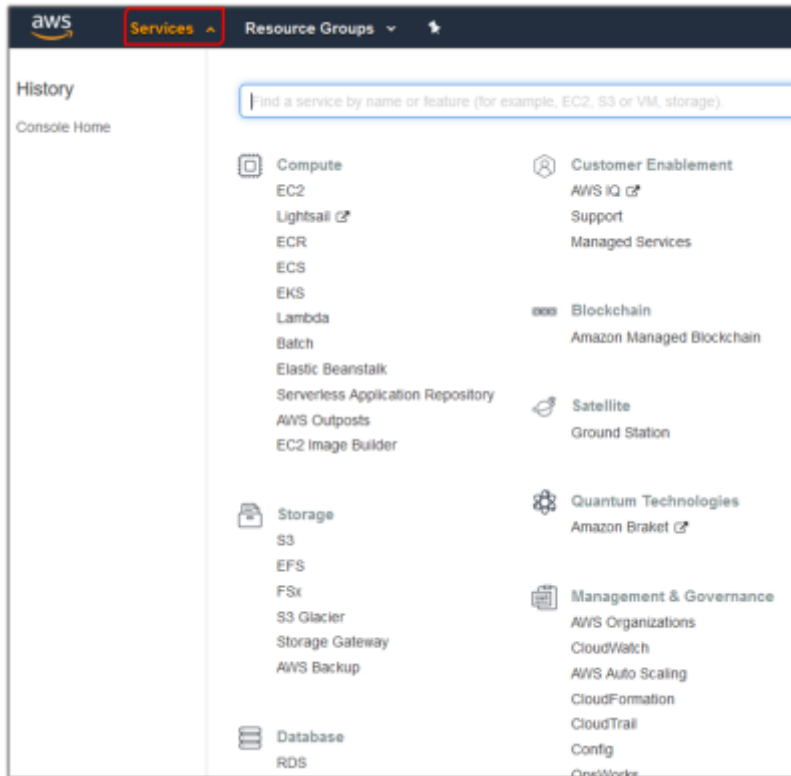 aws Services Resource Groups
History
Console Home
Find a service by name or feature (for example, EC2, S3 or VM, storage).
Compute
EC2
Lightsail
ECR
ECS
EKS
Lambda
Batch
Elastic Beanstalk
Serverless Application Repository
AWS Outposts
EC2 Image Builder
Storage
S3
EFS
FSx
S3 Glacier
Storage Gateway
AWS Backup
Database
RDS
Customer Enablement
AWS IQ
Support
Managed Services
Blockchain
Amazon Managed Blockchain
Satellite
Ground Station
Quantum Technologies
Amazon Braket
Management & Governance
AWS Organizations
CloudWatch
AWS Auto Scaling
CloudFormation
CloudTrail
Config
OpsWorks